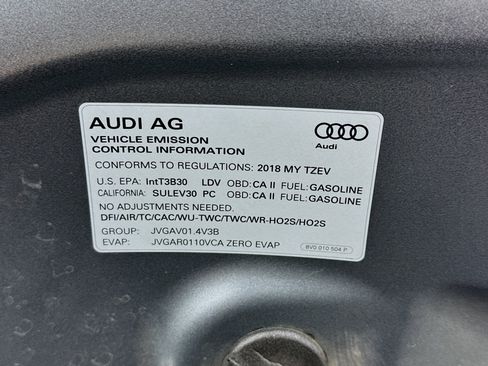 AUDI AG
Audi
VEHICLE EMISSION
CONTROL INFORMATION
CONFORMS TO REGULATIONS: 2018 MY TZEV
U.S. EPA: IntT3B30 LDV OBD:CA II FUEL:GASOLINE
CALIFORNIA: SULEV30 PC OBD:CA II FUEL:GASOLINE
NO ADJUSTMENTS NEEDED.
DFI/AIR/TC/CAC/WU-TWC/TWC/WR-HO2S/HO2S
GROUP: JVGAV01.4V3B
EVAP: JVGAR0110VCA ZERO EVAP
8V0 010 504 P